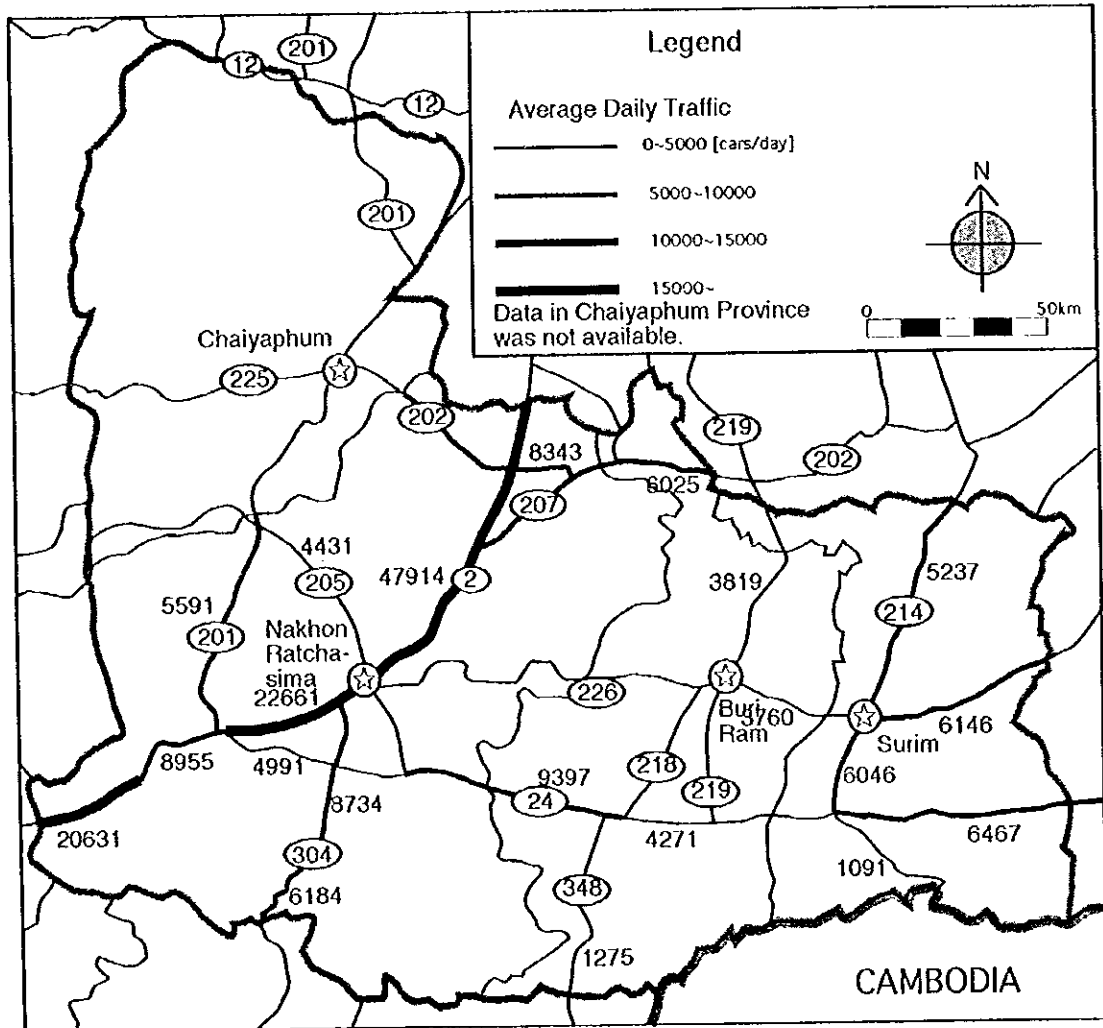 201
12
12
201
Legend
Average Daily Traffic
0~5000 [cars/day]
5000~10000
10000~15000
15000~
Data in Chaiyaphum Province
was not available.
N
0
50km
Chaiyaphum
225
202
219
202
8343
6025
207
4431
205
47914
2
5591
201
3819
5237
214
Nakhon
Ratcha-
sima
22661
226
Buri
Ram
3760
Surim
6146
8955
4991
8734
9397
24
218
219
6046
4271
6467
20631
304
6184
348
1091
1275
CAMBODIA